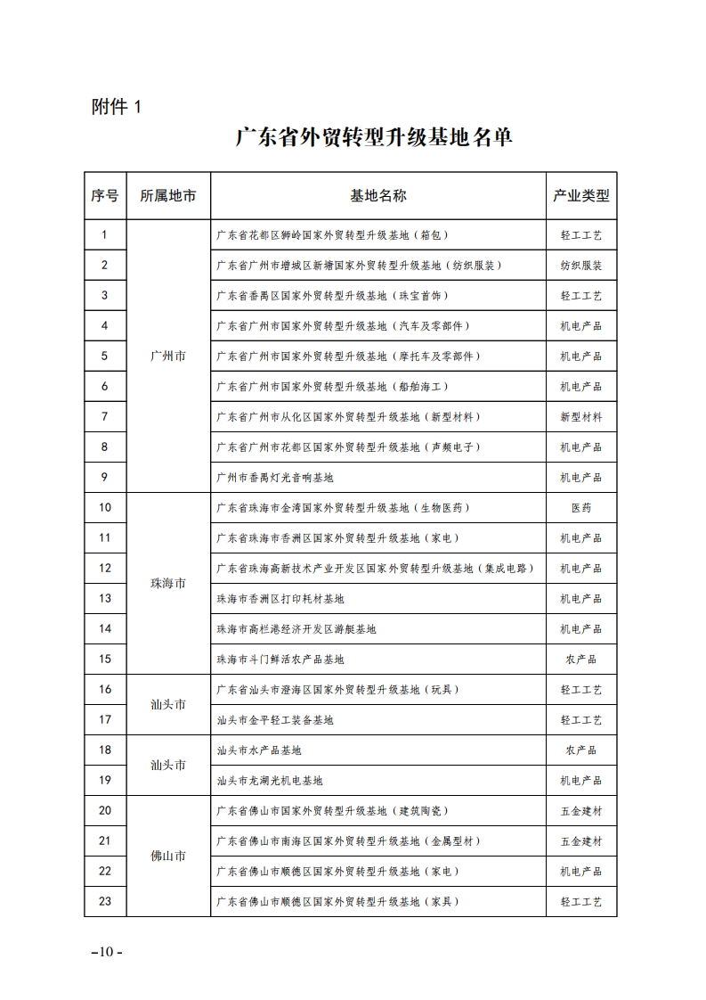 附件 1
广东省外贸转型升级基地名单
序号 所属地市 基地名称 产业类型
1 广东省花都区狮岭国家外贸转型升级基地（箱包） 轻工工艺
2 广东省广州市增城区新塘国家外贸转型升级基地（纺织服装） 纺织服装
3 广东省番禺区国家外贸转型升级基地（珠宝首饰） 轻工工艺
4 广东省广州市国家外贸转型升级基地（汽车及零部件） 机电产品
5 广州市 广东省广州市国家外贸转型升级基地（摩托车及零部件） 机电产品
6 广东省广州市国家外贸转型升级基地（船舶海工） 机电产品
7 广东省广州市从化区国家外贸转型升级基地（新型材料） 新型材料
8 广东省广州市花都区国家外贸转型升级基地（声频电子） 机电产品
9 广州市番禺灯光音响基地 机电产品
10 广东省珠海市金湾国家外贸转型升级基地（生物医药） 医药
11 广东省珠海市香洲区国家外贸转型升级基地（家电） 机电产品
12 广东省珠海高新技术产业开发区国家外贸转型升级基地（集成电路） 机电产品
珠海市
13 珠海市香洲区打印耗材基地 机电产品
14 珠海市高栏港经济开发区游艇基地 机电产品
15 珠海市斗门鲜活农产品基地 农产品
16 广东省汕头市澄海区国家外贸转型升级基地（玩具） 轻工工艺
汕头市
17 汕头市金平轻工装备基地 轻工工艺
18 汕头市水产品基地 农产品
汕头市
19 汕头市龙湖光机电基地 机电产品
20 广东省佛山市国家外贸转型升级基地（建筑陶瓷） 五金建材
21 广东省佛山市南海区国家外贸转型升级基地（金属型材） 五金建材
佛山市
22 广东省佛山市顺德区国家外贸转型升级基地（家电） 机电产品
23 广东省佛山市顺德区国家外贸转型升级基地（家具） 轻工工艺
–10 -